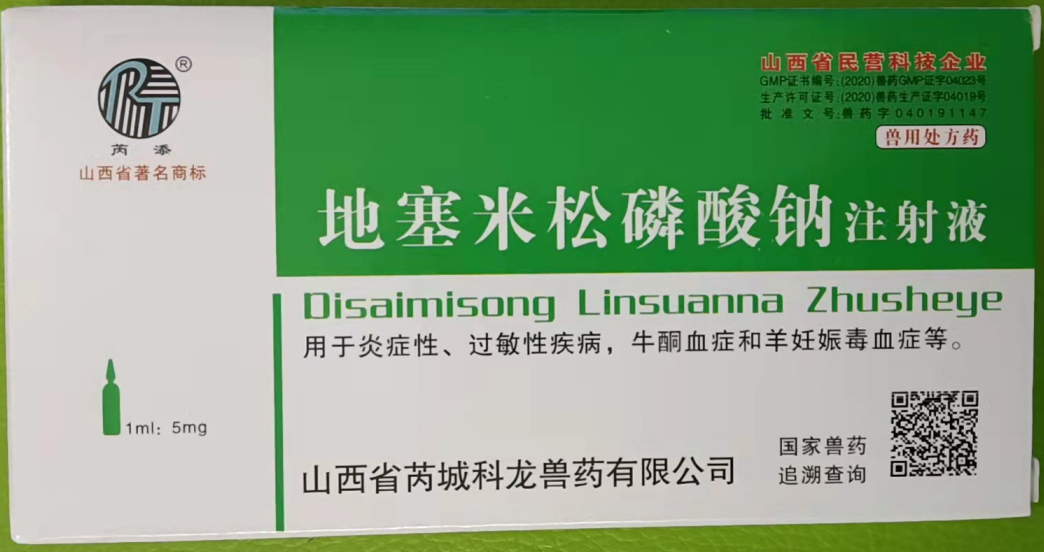 RT®
芮添
山西省著名商标
山西省民营科技企业
GMP证书编号:(2020)兽药GMP证字04023号
生产许可证号:(2020)兽药生产证字04019号
批准文号:兽药字040191147
兽用处方药
地塞米松磷酸钠注射液
Disaimisong Linsuanna Zhusheye
用于炎症性、过敏性疾病，牛酮血症和羊妊娠毒血症等。
1ml: 5mg
山西省芮城科龙兽药有限公司
国家兽药
追溯查询